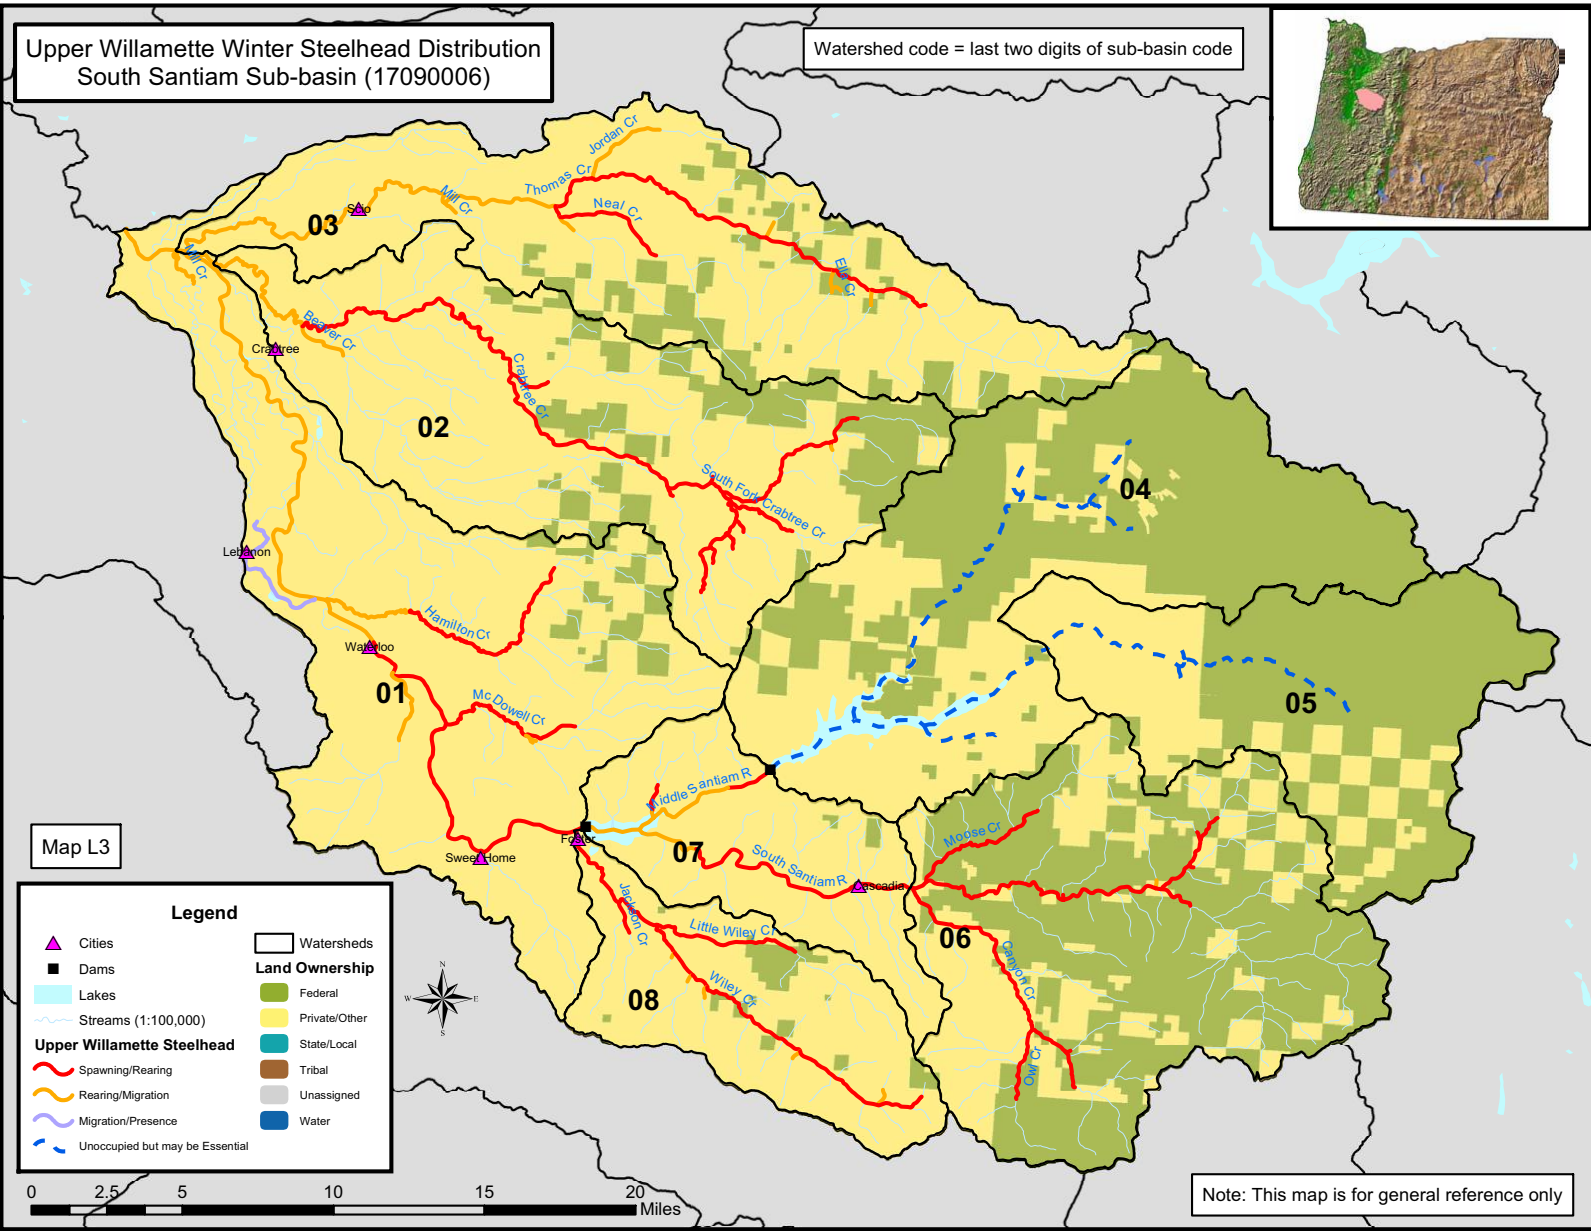 Upper Willamette Winter Steelhead Distribution
South Santiam Sub-basin (17090006)
Watershed code = last two digits of sub-basin code
Jordan Cr
Thomas Cr
Mill Cr
Neal Cr
Scio
03
Mill Cr
Elk Cr
Beaver Cr
Crabtree
Crabtree Cr
02
South Fork Crabtree Cr
04
Lebanon
Hamilton Cr
Waterloo
01
Mc Dowell Cr
05
Middle Santiam R
Foster
Sweet Home
07
South Santiam R
Cascadia
Moose Cr
06
Jackson Cr
Little Wiley Cr
Canyon Cr
Wiley Cr
08
Owl Cr
Map L3
Legend
Cities
Dams
Lakes
Streams (1:100,000)
Upper Willamette Steelhead
Spawning/Rearing
Rearing/Migration
Migration/Presence
Unoccupied but may be Essential
Watersheds
Land Ownership
Federal
Private/Other
State/Local
Tribal
Unassigned
Water
N
W E
S
0 2.5 5 10 15 20
Miles
Note: This map is for general reference only